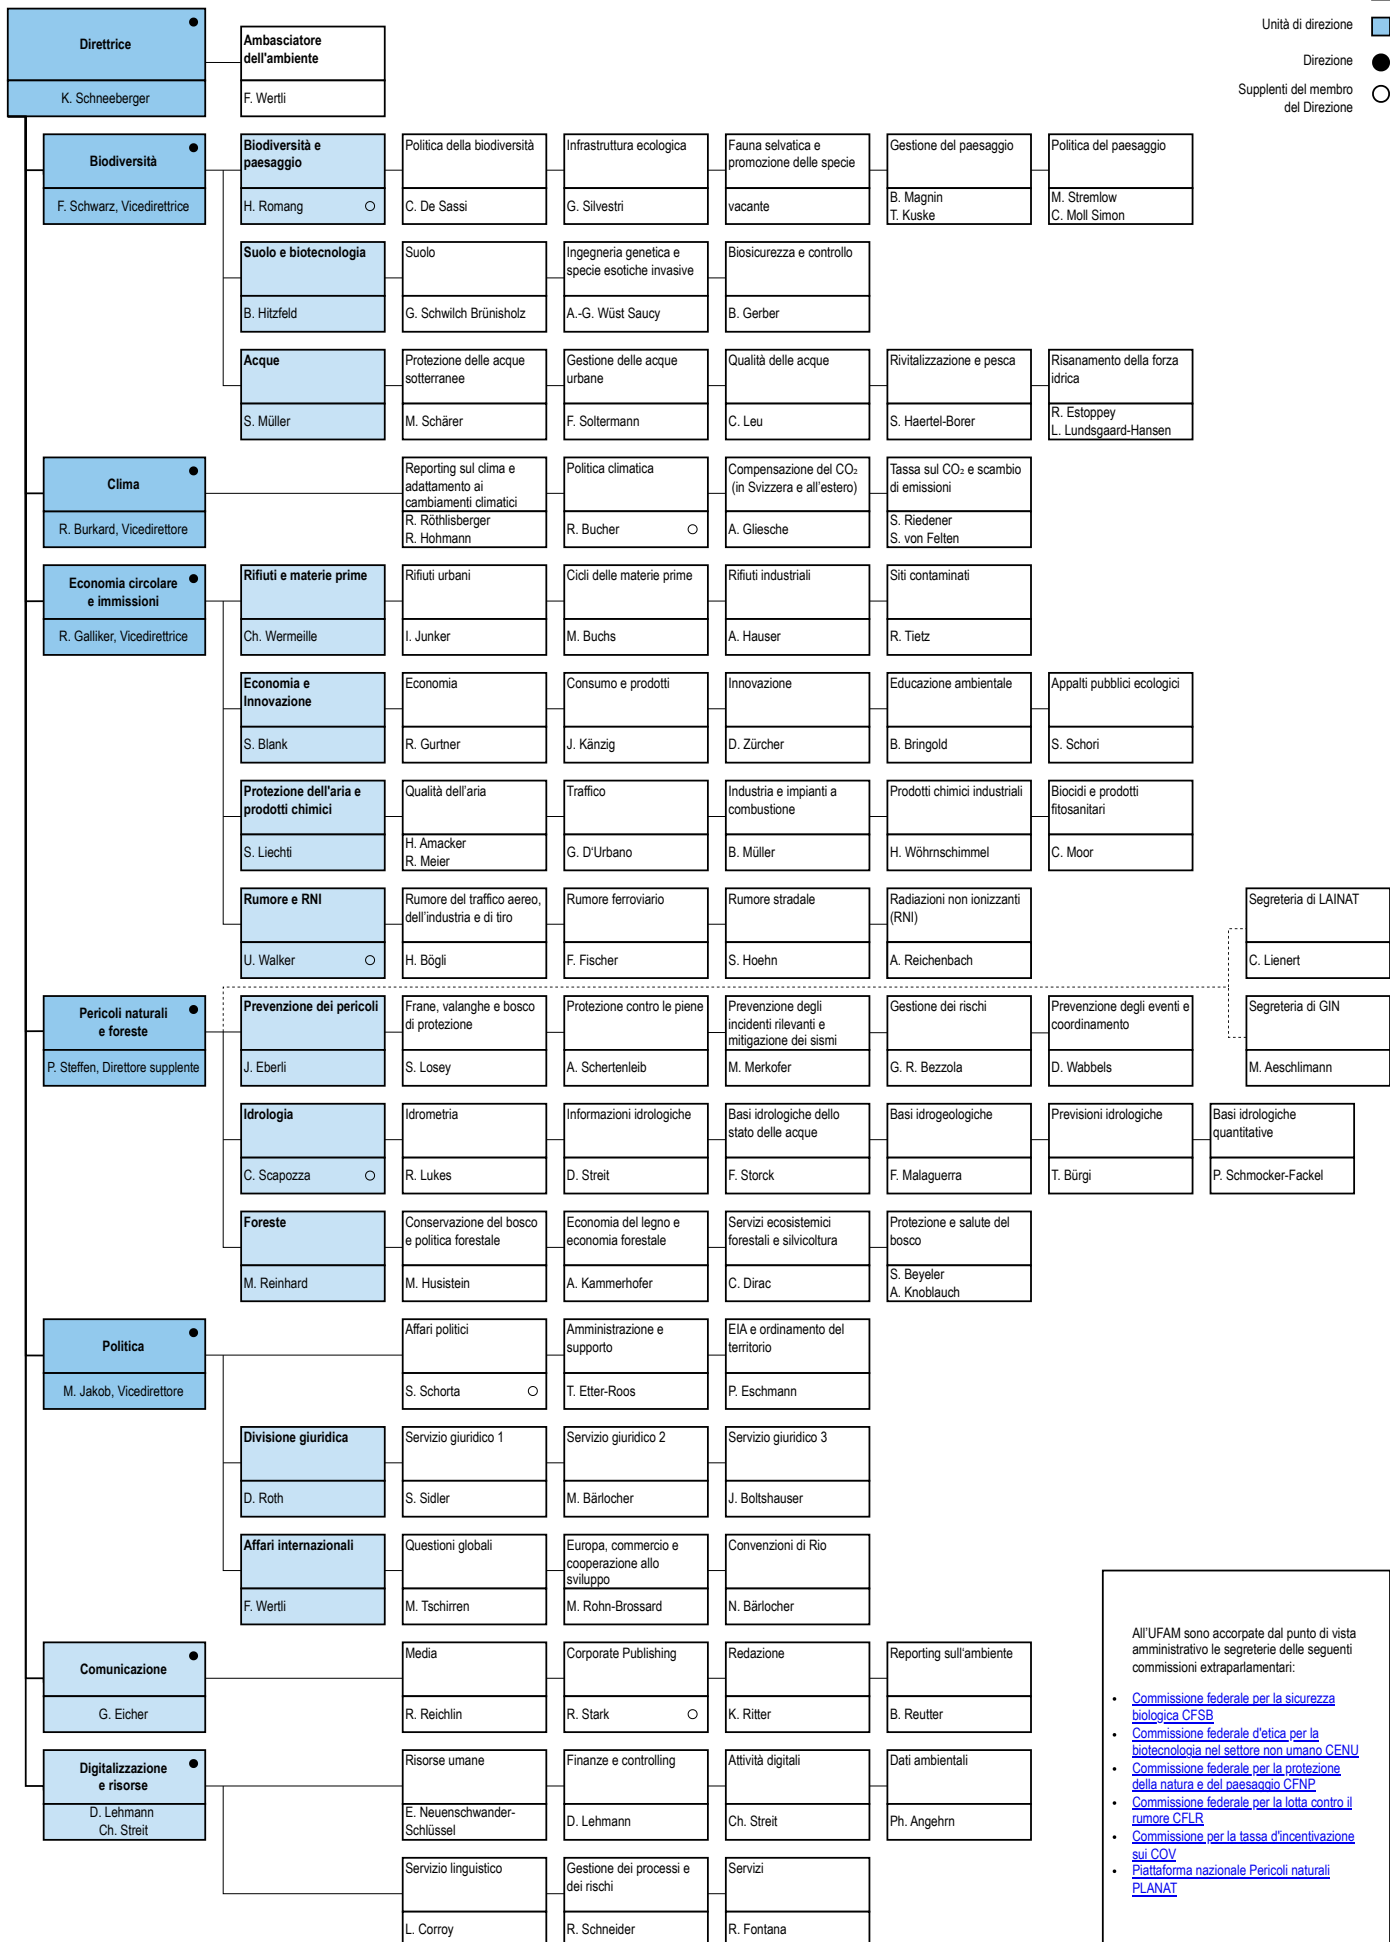 Direttrice
K. Schneeberger
Ambasciatore
dell'ambiente
F. Wertli
Unità di direzione
Direzione
Supplenti del membro
del Direzione
Biodiversità
F. Schwarz, Vicedirettrice
Biodiversità e
paesaggio
H. Romang
Politica della biodiversità
C. De Sassi
Infrastruttura ecologica
G. Silvestri
Fauna selvatica e
promozione delle specie
vacante
Gestione del paesaggio
B. Magnin
T. Kuske
Politica del paesaggio
M. Stremlow
C. Moll Simon
Suolo e biotecnologia
B. Hitzfeld
Suolo
G. Schwilch Brünisholz
Ingegneria genetica e
specie esotiche invasive
A.-G. Wüst Saucy
Biosicurezza e controllo
B. Gerber
Acque
S. Müller
Protezione delle acque
sotterranee
M. Schärer
Gestione delle acque
urbane
F. Soltermann
Qualità delle acque
C. Leu
Rivitalizzazione e pesca
S. Haertel-Borer
Risanamento della forza
idrica
R. Estoppey
L. Lundsgaard-Hansen
Clima
R. Burkard, Vicedirettore
Reporting sul clima e
adattamento ai
cambiamenti climatici
R. Röthlisberger
R. Hohmann
Politica climatica
R. Bucher
Compensazione del CO₂
(in Svizzera e all'estero)
A. Gliesche
Tassa sul CO₂ e scambio
di emissioni
S. Riedener
S. von Felten
Economia circolare
e immissioni
R. Galliker, Vicedirettrice
Rifiuti e materie prime
Ch. Wermeille
Rifiuti urbani
I. Junker
Cicli delle materie prime
M. Buchs
Rifiuti industriali
A. Hauser
Siti contaminati
R. Tietz
Economia e
Innovazione
S. Blank
Economia
R. Gurtner
Consumo e prodotti
J. Känzig
Innovazione
D. Zürcher
Educazione ambientale
B. Bringold
Appalti pubblici ecologici
S. Schori
Protezione dell'aria e
prodotti chimici
S. Liechti
Qualità dell'aria
H. Amacker
R. Meier
Traffico
G. D'Urbano
Industria e impianti a
combustione
B. Müller
Prodotti chimici industriali
H. Wöhrnschimmel
Biocidi e prodotti
fitosanitari
C. Moor
Rumore e RNI
U. Walker
Rumore del traffico aereo,
dell'industria e di tiro
H. Bögli
Rumore ferroviario
F. Fischer
Rumore stradale
S. Hoehn
Radiazioni non ionizzanti
(RNI)
A. Reichenbach
Segreteria di LAINAT
C. Lienert
Pericoli naturali
e foreste
P. Steffen, Direttore supplente
Prevenzione dei pericoli
J. Eberli
Frane, valanghe e bosco
di protezione
S. Losey
Protezione contro le piene
A. Schertenleib
Prevenzione degli
incidenti rilevanti e
mitigazione dei sismi
M. Merkofer
Gestione dei rischi
G. R. Bezzola
Prevenzione degli eventi e
coordinamento
D. Wabbels
Segreteria di GIN
M. Aeschlimann
Idrologia
C. Scapozza
Idrometria
R. Lukes
Informazioni idrologiche
D. Streit
Basi idrologiche dello
stato delle acque
F. Storck
Basi idrogeologiche
F. Malaguerra
Previsioni idrologiche
T. Bürgi
Basi idrologiche
quantitative
P. Schmocker-Fackel
Foreste
M. Reinhard
Conservazione del bosco
e politica forestale
M. Husistein
Economia del legno e
economia forestale
A. Kammerhofer
Servizi ecosistemici
forestali e silvicoltura
C. Dirac
Protezione e salute del
bosco
S. Beyeler
A. Knoblauch
Politica
M. Jakob, Vicedirettore
Affari politici
S. Schorta
Amministrazione e
supporto
T. Etter-Roos
EIA e ordinamento del
territorio
P. Eschmann
Divisione giuridica
D. Roth
Servizio giuridico 1
S. Sidler
Servizio giuridico 2
M. Bärlocher
Servizio giuridico 3
J. Boltshauser
Affari internazionali
F. Wertli
Questioni globali
M. Tschirren
Europa, commercio e
cooperazione allo
sviluppo
M. Rohn-Brossard
Convenzioni di Rio
N. Bärlocher
Comunicazione
G. Eicher
Media
R. Reichlin
Corporate Publishing
R. Stark
Redazione
K. Ritter
Reporting sull'ambiente
B. Reutter
Digitalizzazione
e risorse
D. Lehmann
Ch. Streit
Risorse umane
E. Neuenschwander-
Schlüssel
Finanze e controlling
D. Lehmann
Attività digitali
Ch. Streit
Dati ambientali
Ph. Angehrn
Servizio linguistico
L. Corroy
Gestione dei processi e
dei rischi
R. Schneider
Servizi
R. Fontana
All'UFAM sono accorpate dal punto di vista
amministrativo le segreterie delle seguenti
commissioni extraparlamentari:
• Commissione federale per la sicurezza
biologica CFSB
• Commissione federale d'etica per la
biotecnologia nel settore non umano CENU
• Commissione federale per la protezione
della natura e del paesaggio CFNP
• Commissione federale per la lotta contro il
rumore CFLR
• Commissione per la tassa d'incentivazione
sui COV
• Piattaforma nazionale Pericoli naturali
PLANAT